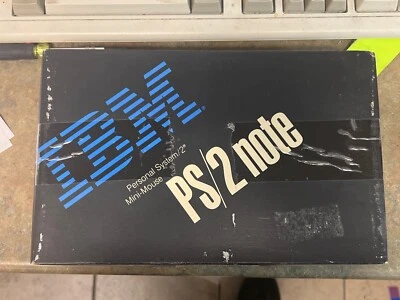 IBM®
Personal System/2®
Mini-Mouse
PS/2 note